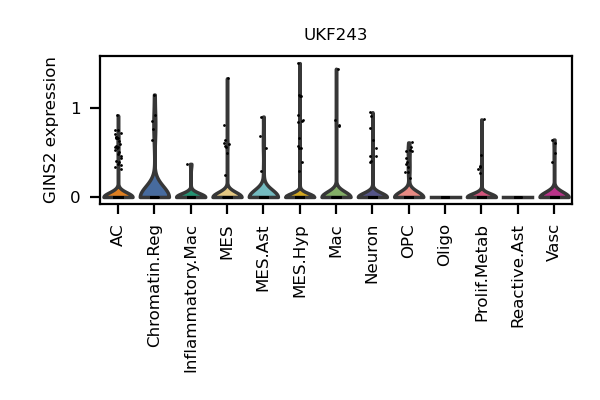 UKF243
GINS2 expression
1
0
AC
Chromatin.Reg
Inflammatory.Mac
MES
MES.Ast
MES.Hyp
Mac
Neuron
OPC
Oligo
Prolif.Metab
Reactive.Ast
Vasc